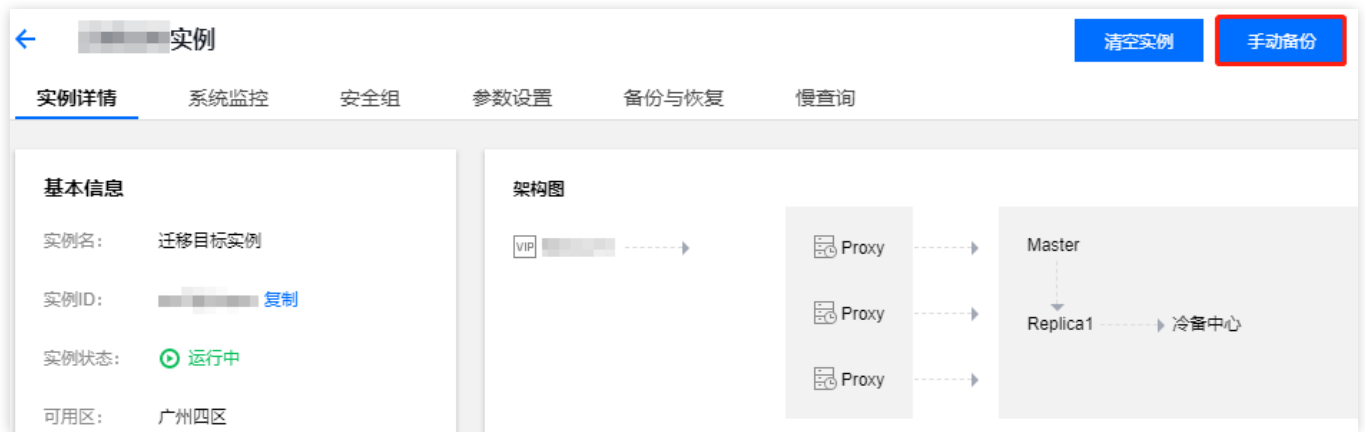 实例
清空实例
手动备份
实例详情
系统监控
安全组
参数设置
备份与恢复
慢查询
基本信息
实例名: 迁移目标实例
实例ID: 复制
实例状态: 运行中
可用区: 广州四区
架构图
VIP
Proxy
Proxy
Proxy
Master
Replica1
冷备中心